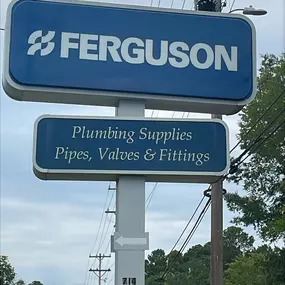 FERGUSON
Plumbing Supplies
Pipes, Valves & Fittings